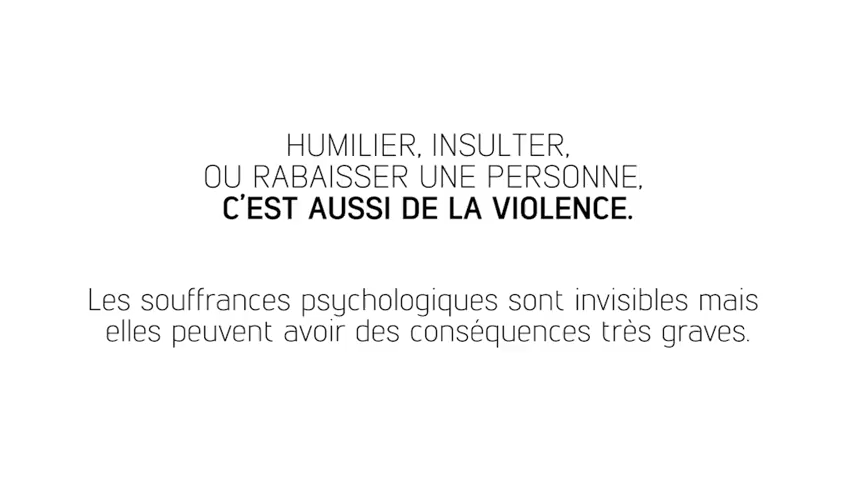 HUMILIER, INSULTER,
OU RABAISSER UNE PERSONNE,
C'EST AUSSI DE LA VIOLENCE.
Les souffrances psychologiques sont invisibles mais
elles peuvent avoir des conséquences très graves.